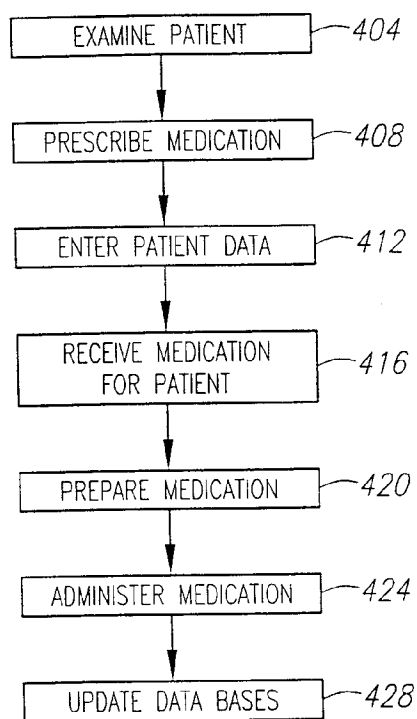 EXAMINE PATIENT 404
PRESCRIBE MEDICATION 408
ENTER PATIENT DATA 412
RECEIVE MEDICATION
FOR PATIENT 416
PREPARE MEDICATION 420
ADMINISTER MEDICATION 424
UPDATE DATA BASES 428